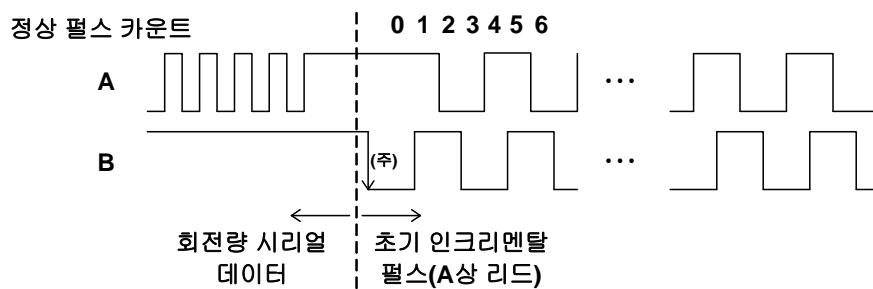 정상 펄스 카운트
0 1 2 3 4 5 6
A
...
B
(주)
...
회전량 시리얼
데이터
초기 인크리멘탈
펄스(A상 리드)